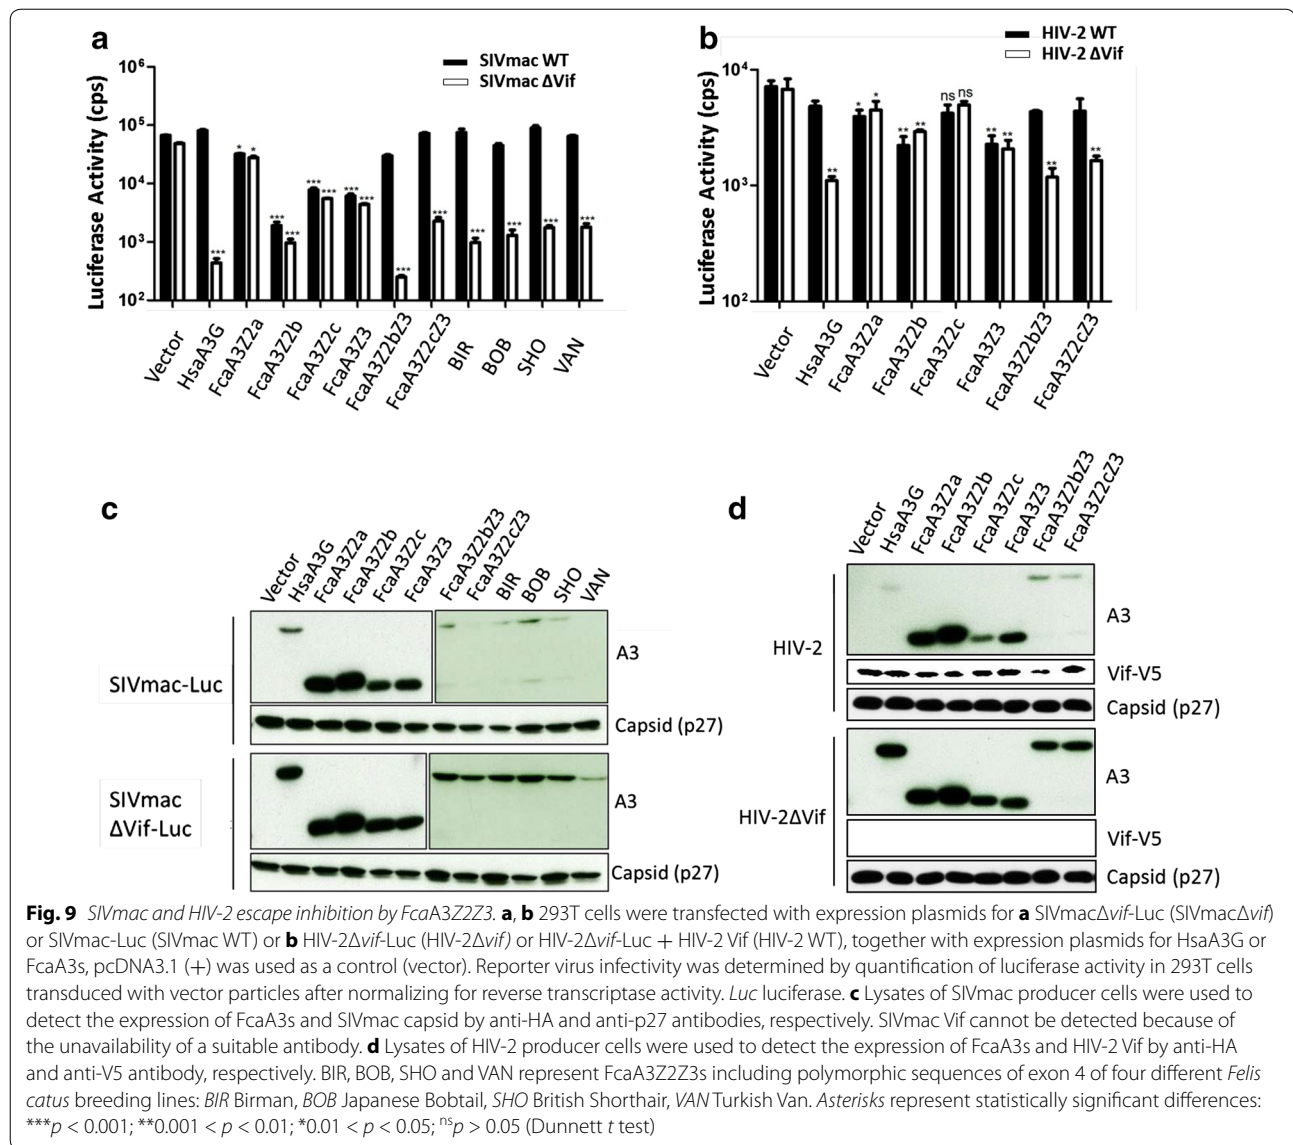 a
SIVmac WT
SIVmac ΔVif
Luciferase Activity (cps)
10⁶
10⁵
10⁴
10³
10²
* *
*** *** *** *** *** *** *** *** *** *** *** ***
Vector
HsaA3G
FcaA3Z2a
FcaA3Z2b
FcaA3Z2c
FcaA3Z3
FcaA3Z2bZ3
FcaA3Z2cZ3
BIR
BOB
SHO
VAN
b
HIV-2 WT
HIV-2 ΔVif
Luciferase Activity (cps)
10⁴
10³
10²
** * * ** ** ns ns ** ** ** **
Vector
HsaA3G
FcaA3Z2a
FcaA3Z2b
FcaA3Z2c
FcaA3Z3
FcaA3Z2bZ3
FcaA3Z2cZ3
c
Vector
HsaA3G
FcaA3Z2a
FcaA3Z2b
FcaA3Z2c
FcaA3Z3
FcaA3Z2bZ3
FcaA3Z2cZ3
BIR
BOB
SHO
VAN
SIVmac-Luc
A3
Capsid (p27)
SIVmac
ΔVif-Luc
A3
Capsid (p27)
d
Vector
HsaA3G
FcaA3Z2a
FcaA3Z2b
FcaA3Z2c
FcaA3Z3
FcaA3Z2bZ3
FcaA3Z2cZ3
HIV-2
A3
Vif-V5
Capsid (p27)
HIV-2ΔVif
A3
Vif-V5
Capsid (p27)
Fig. 9 SIVmac and HIV-2 escape inhibition by FcaA3Z2Z3. a, b 293T cells were transfected with expression plasmids for a SIVmacΔvif-Luc (SIVmacΔvif)
or SIVmac-Luc (SIVmac WT) or b HIV-2Δvif-Luc (HIV-2Δvif) or HIV-2Δvif-Luc + HIV-2 Vif (HIV-2 WT), together with expression plasmids for HsaA3G or
FcaA3s, pcDNA3.1 (+) was used as a control (vector). Reporter virus infectivity was determined by quantification of luciferase activity in 293T cells
transduced with vector particles after normalizing for reverse transcriptase activity. Luc luciferase. c Lysates of SIVmac producer cells were used to
detect the expression of FcaA3s and SIVmac capsid by anti-HA and anti-p27 antibodies, respectively. SIVmac Vif cannot be detected because of
the unavailability of a suitable antibody. d Lysates of HIV-2 producer cells were used to detect the expression of FcaA3s and HIV-2 Vif by anti-HA
and anti-V5 antibody, respectively. BIR, BOB, SHO and VAN represent FcaA3Z2Z3s including polymorphic sequences of exon 4 of four different Felis
catus breeding lines: BIR Birman, BOB Japanese Bobtail, SHO British Shorthair, VAN Turkish Van. Asterisks represent statistically significant differences:
***p < 0.001; **0.001 < p < 0.01; *0.01 < p < 0.05; ⁿˢp > 0.05 (Dunnett t test)